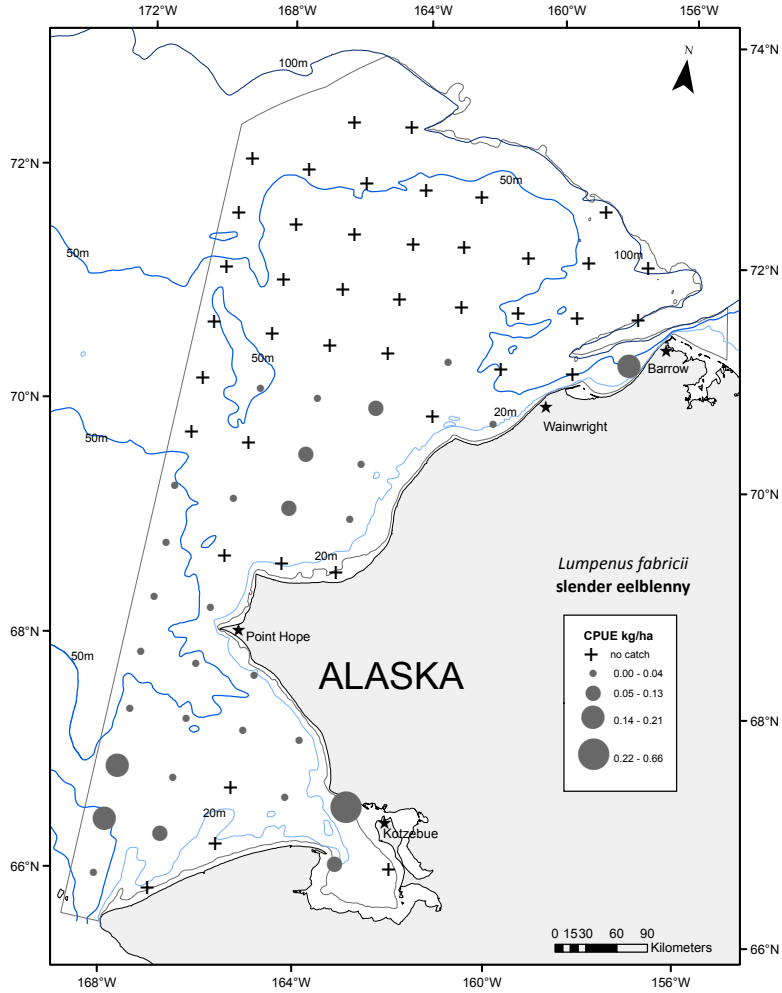 172°W
168°W
164°W
160°W
156°W
74°N
N
100m
72°N
50m
50m
100m
72°N
50m
70°N
Barrow
20m
Wainwright
50m
70°N
20m
Lumpenus fabricii
slender eelblenny
68°N
Point Hope
CPUE kg/ha
no catch
0.00 - 0.04
0.05 - 0.13
0.14 - 0.21
0.22 - 0.66
50m
ALASKA
68°N
20m
Kotzebue
66°N
0 15 30 60 90
Kilometers
66°N
168°W
164°W
160°W
156°W